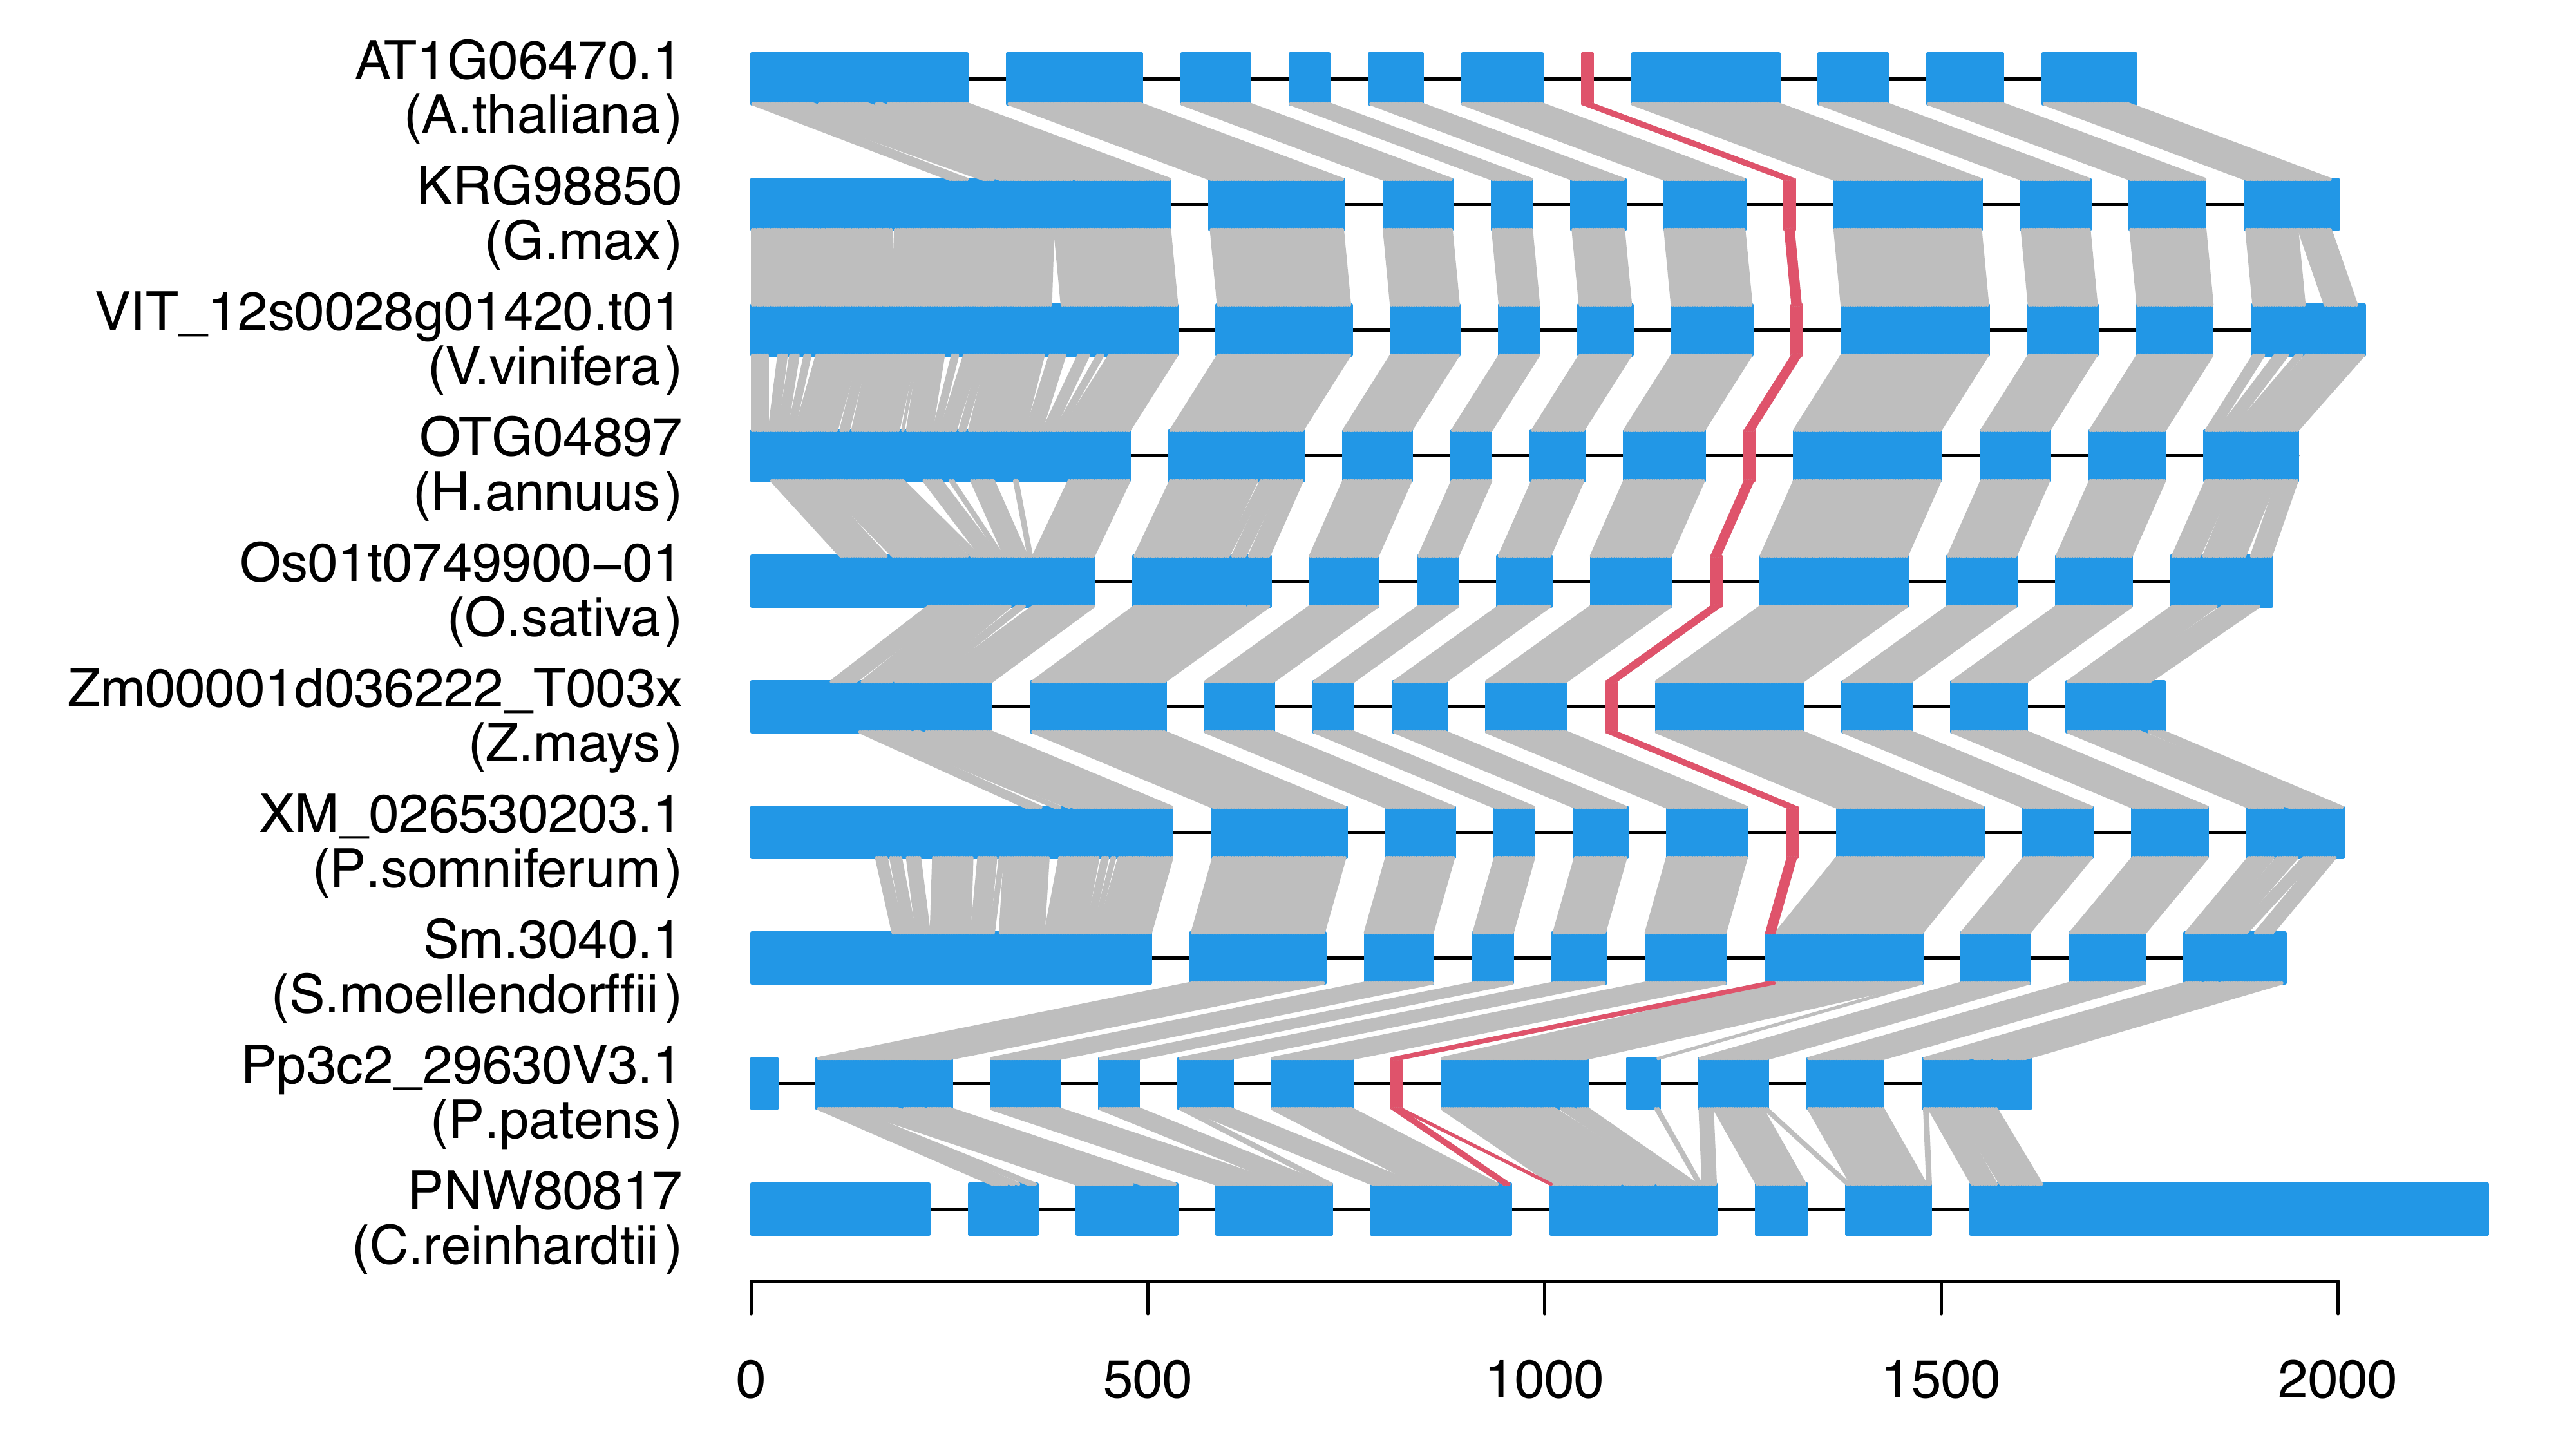 AT1G06470.1
(A.thaliana)
KRG98850
(G.max)
VIT_12s0028g01420.t01
(V.vinifera)
OTG04897
(H.annuus)
Os01t0749900−01
(O.sativa)
Zm00001d036222_T003x
(Z.mays)
XM_026530203.1
(P.somniferum)
Sm.3040.1
(S.moellendorffii)
Pp3c2_29630V3.1
(P.patens)
PNW80817
(C.reinhardtii)
0 500 1000 1500 2000